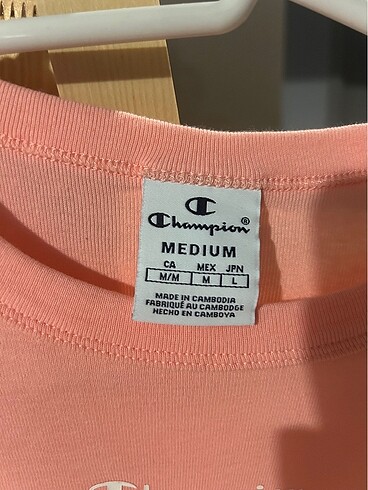 Champion®
MEDIUM
CA MEX JPN
M/M M L
MADE IN CAMBODIA
FABRIQUÉ AU CAMBODGE
HECHO EN CAMBOYA